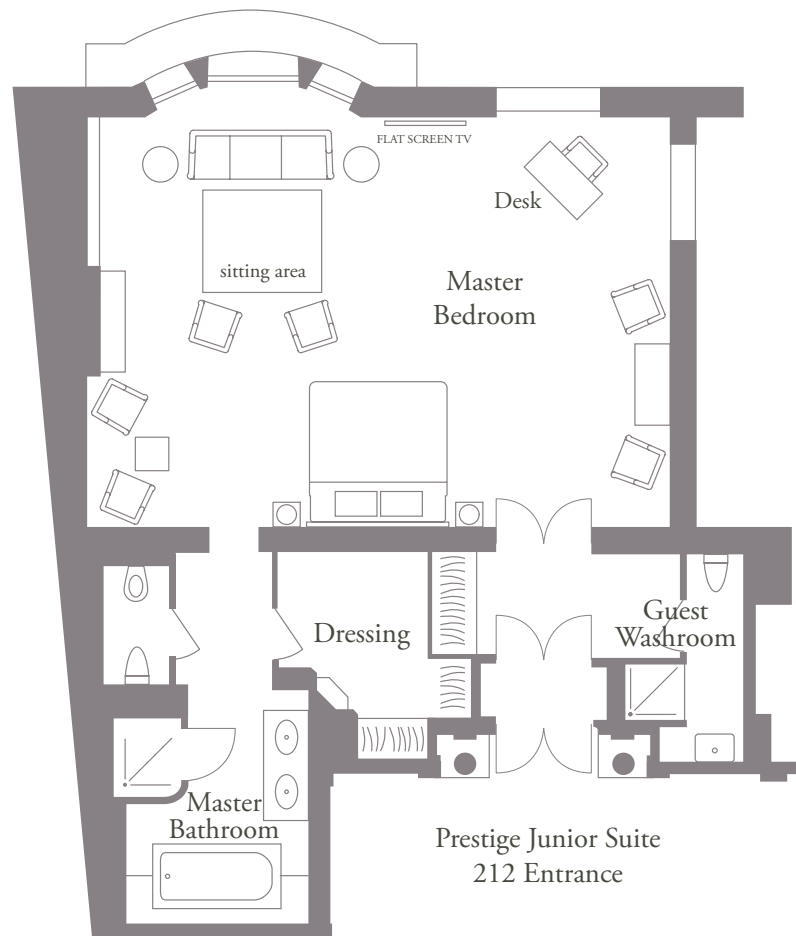 FLAT SCREEN TV
Desk
sitting area
Master
Bedroom
Dressing
Guest
Washroom
Master
Bathroom
Prestige Junior Suite
212 Entrance